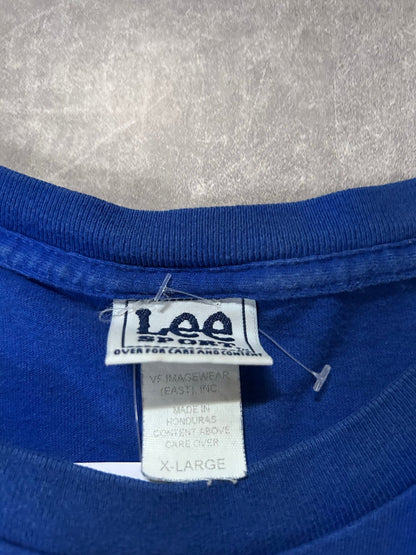 Lee
SPORT
OVER FOR CARE AND CONTENT
VF IMAGEWEAR
(EAST), INC.
MADE IN
HONDURAS
CONTENT ABOVE
CARE OVER
X-LARGE